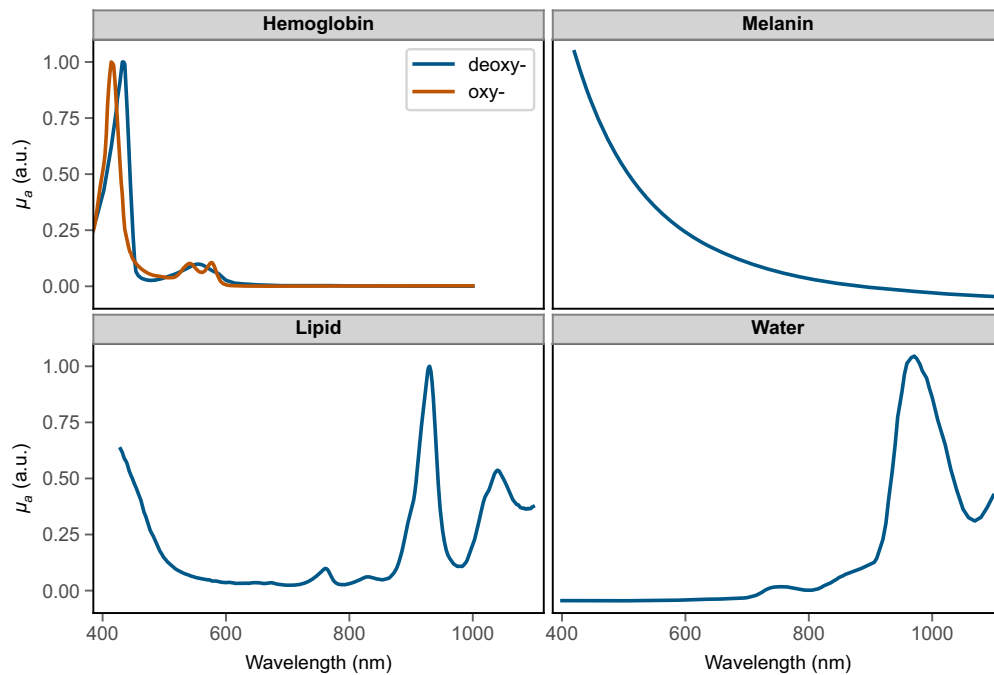 Hemoglobin
Melanin
deoxy-
oxy-
1.00
0.75
0.50
0.25
0.00
μa (a.u.)
Lipid
Water
1.00
0.75
0.50
0.25
0.00
μa (a.u.)
400 600 800 1000
400 600 800 1000
Wavelength (nm)
Wavelength (nm)